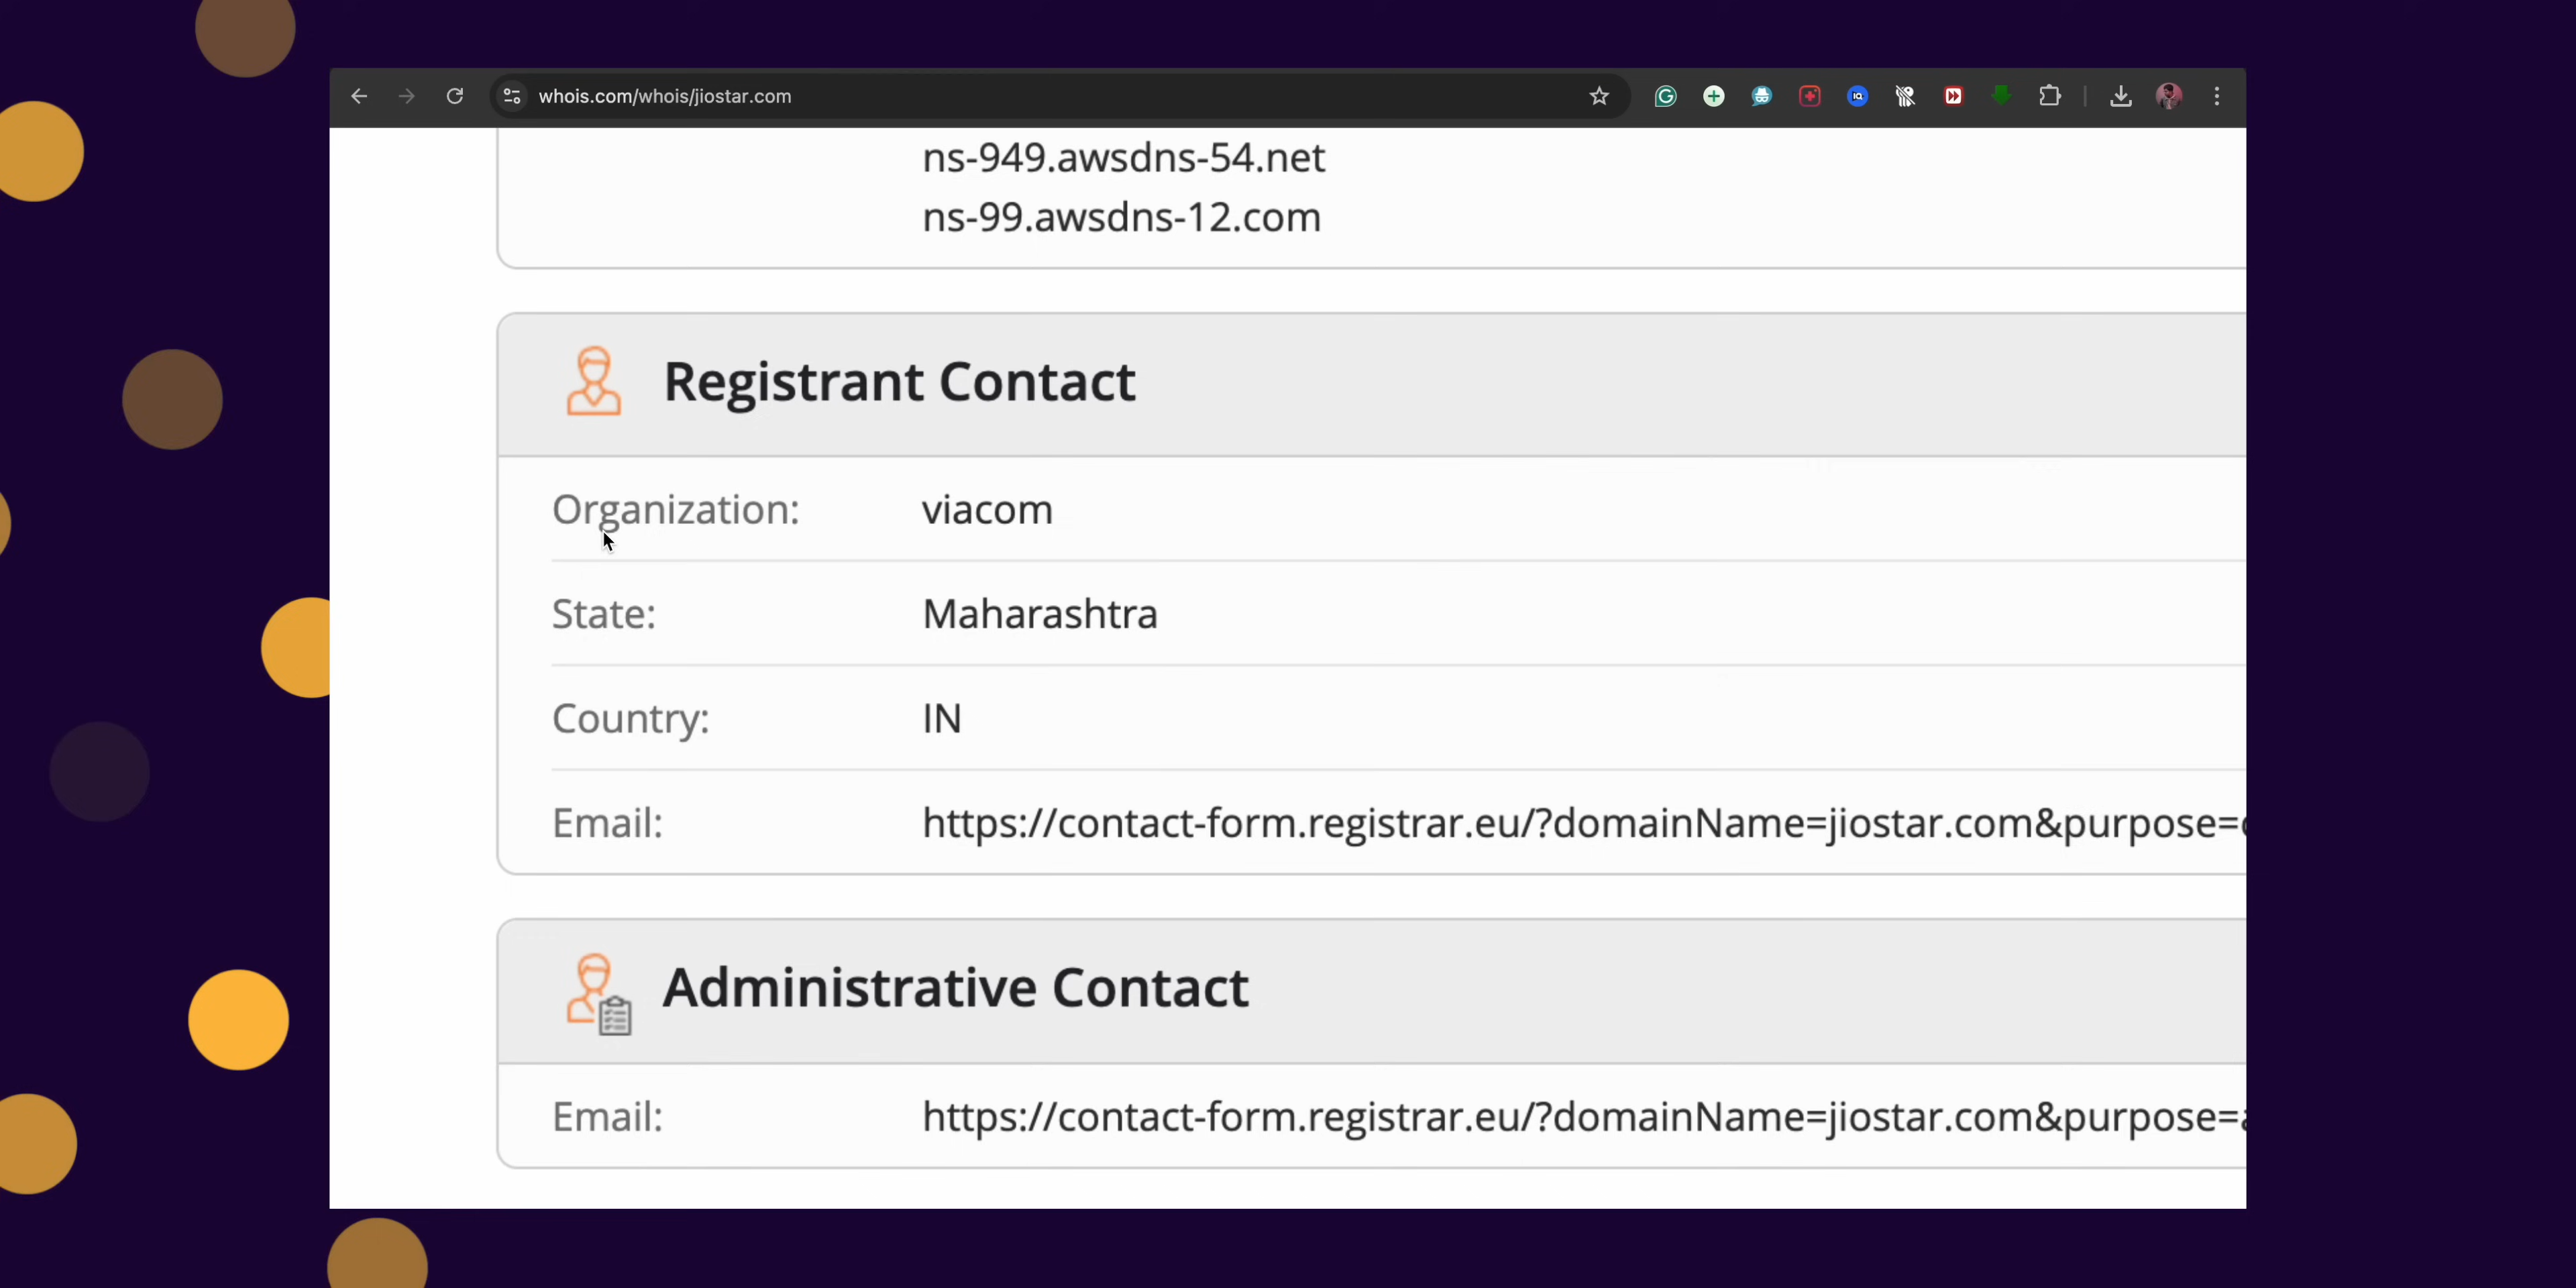 whois.com/whois/jiostar.com
ns-949.awsdns-54.net
ns-99.awsdns-12.com
Registrant Contact
Organization: viacom
State: Maharashtra
Country: IN
Email: https://contact-form.registrar.eu/?domainName=jiostar.com&purpose=
Administrative Contact
Email: https://contact-form.registrar.eu/?domainName=jiostar.com&purpose=